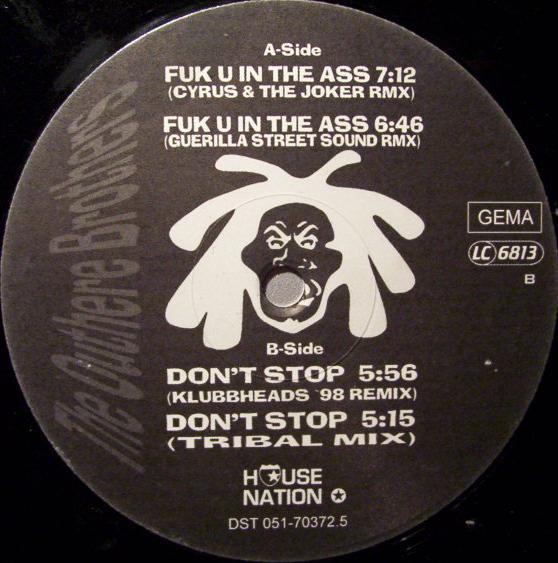 A-Side
FUK U IN THE ASS 7:12
(CYRUS & THE JOKER RMX)
FUK U IN THE ASS 6:46
(GUERILLA STREET SOUND RMX)
The Outhere Brothers
GEMA
LC 6813
B
B-Side
DON'T STOP 5:56
(KLUBBHEADS `98 REMIX)
DON'T STOP 5:15
(TRIBAL MIX)
HOUSE
NATION
DST 051-70372.5